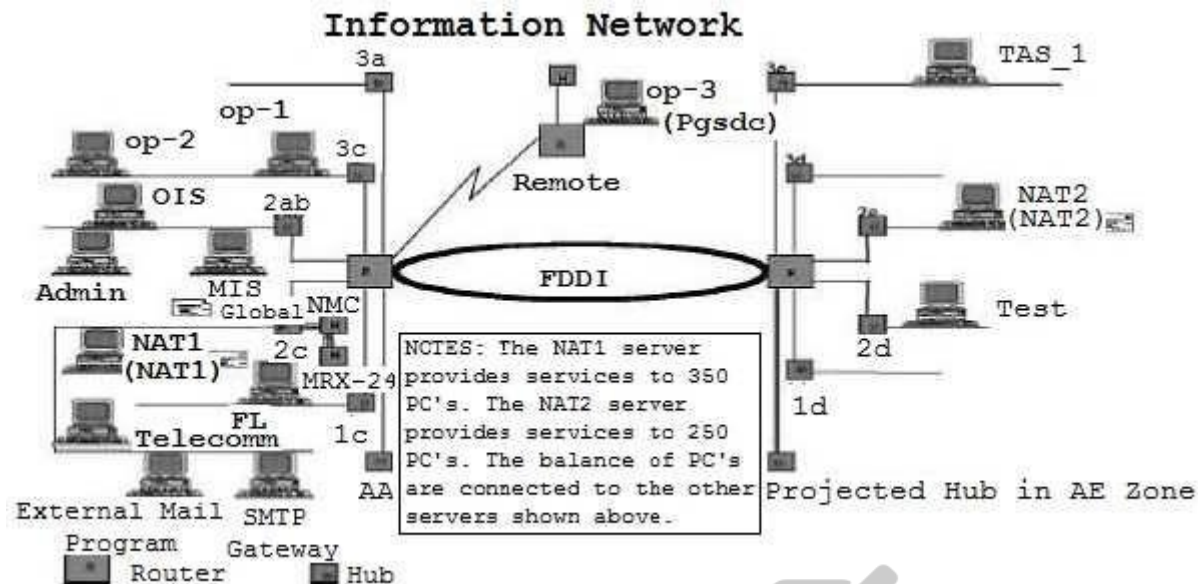 Information Network
3a
op-3
(Pgsdc)
3e
TAS_1
op-1
op-2
3c
Remote
3d
OIS
2ab
NAT2
(NAT2)
FDDI
Admin
MIS
Global
NMC
Test
NAT1
(NAT1)
2c
2d
MRX-24
FL
Telecomm
1c
1d
NOTES: The NAT1 server
provides services to 350
PC's. The NAT2 server
provides services to 250
PC's. The balance of PC's
are connected to the other
servers shown above.
AA
Projected Hub in AE Zone
External Mail
Program
SMTP
Gateway
Router
Hub